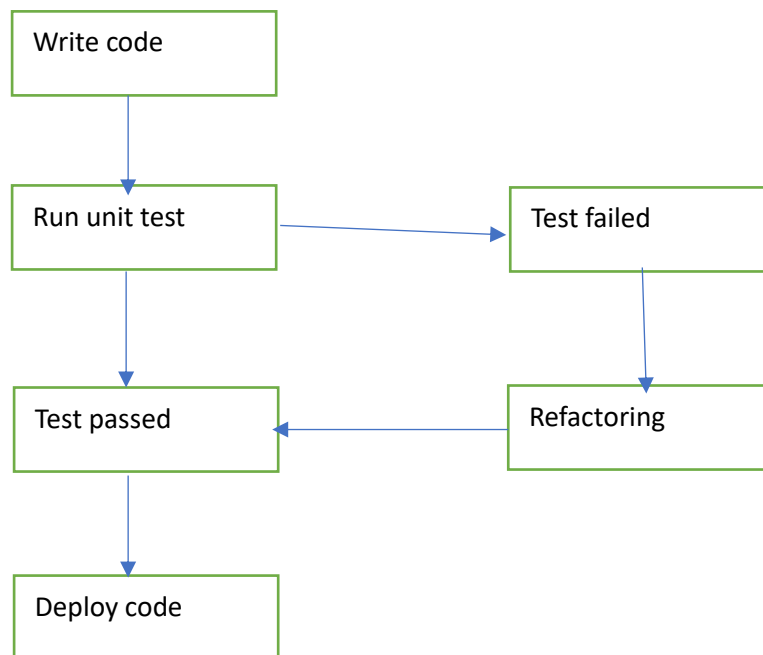 Write code
Run unit test
Test failed
Test passed
Refactoring
Deploy code